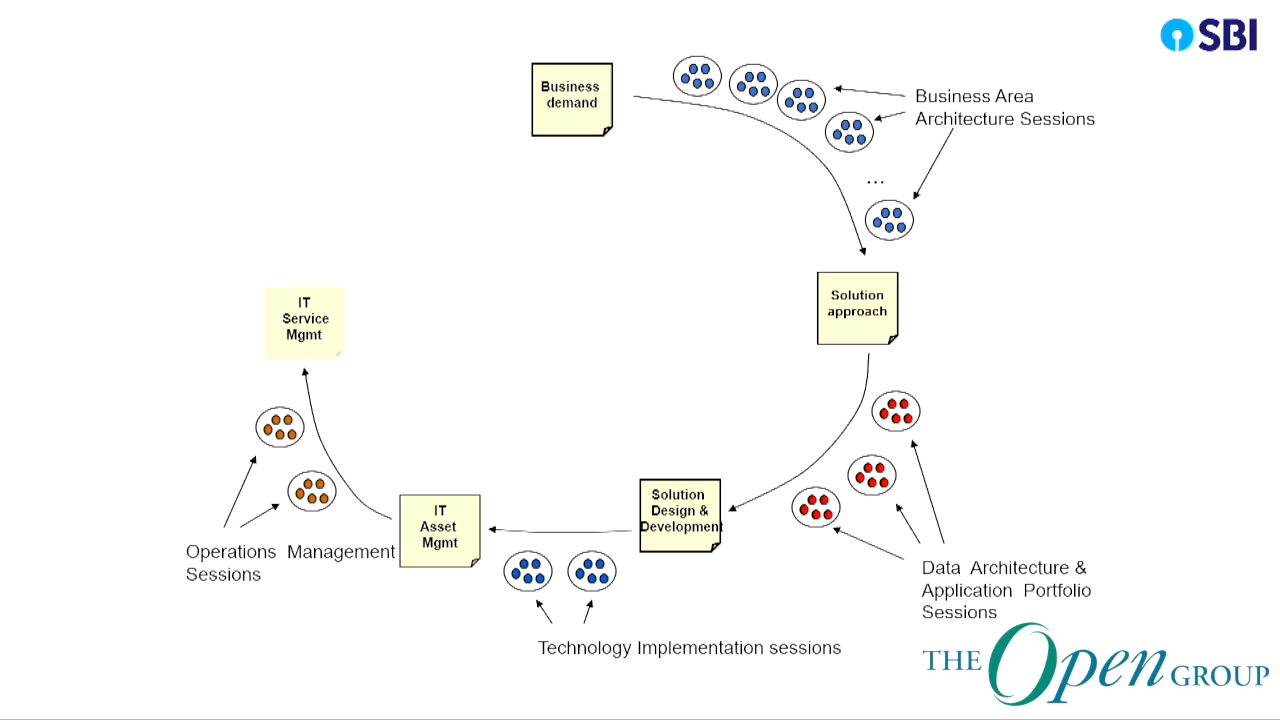 SBI
Business
demand
Business Area
Architecture Sessions
...
Solution
approach
IT
Service
Mgmt
Solution
Design &
Development
IT
Asset
Mgmt
Operations Management
Sessions
Data Architecture &
Application Portfolio
Sessions
Technology Implementation sessions
THE Open GROUP